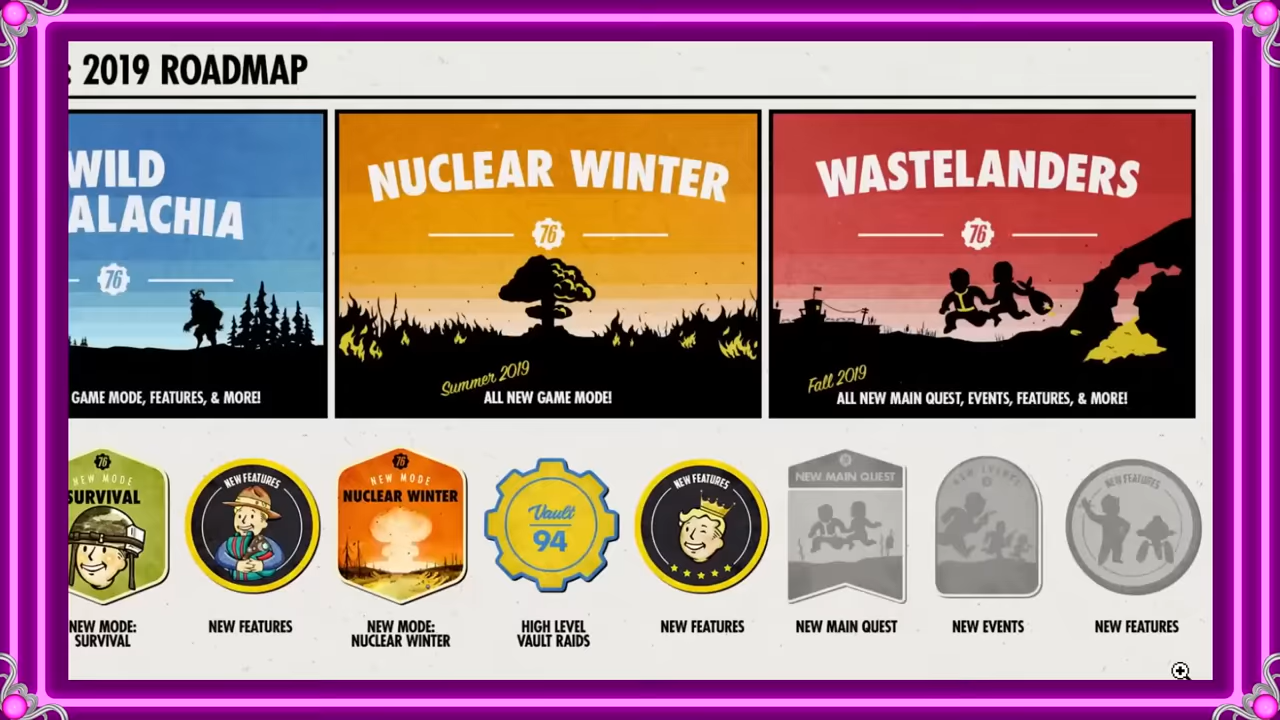 : 2019 ROADMAP
WILD
ALACHIA
76
GAME MODE, FEATURES, & MORE!
NUCLEAR WINTER
76
Summer 2019
ALL NEW GAME MODE!
WASTELANDERS
76
Fall 2019
ALL NEW MAIN QUEST, EVENTS, FEATURES, & MORE!
76
NEW MODE
SURVIVAL
NEW MODE:
SURVIVAL
NEW FEATURES
NEW FEATURES
76
NEW MODE
NUCLEAR WINTER
NEW MODE:
NUCLEAR WINTER
Vault
94
HIGH LEVEL
VAULT RAIDS
NEW FEATURES
NEW FEATURES
NEW MAIN QUEST
NEW MAIN QUEST
NEW EVENTS
NEW EVENTS
NEW FEATURES
NEW FEATURES